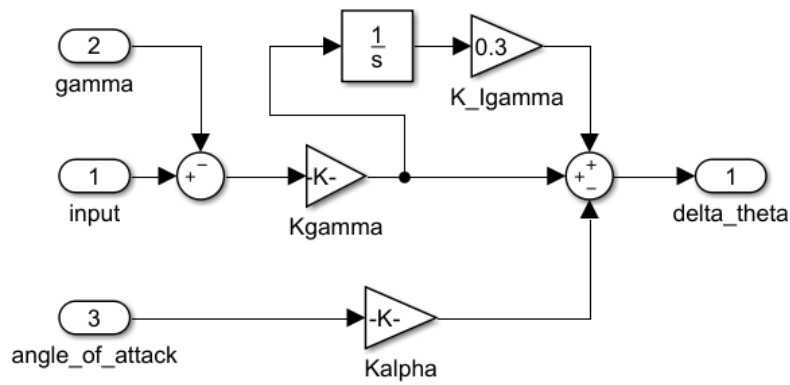 2
gamma
1
s
0.3
K_Igamma
−
+
1
input
-K-
Kgamma
+
+
−
1
delta_theta
3
angle_of_attack
-K-
Kalpha